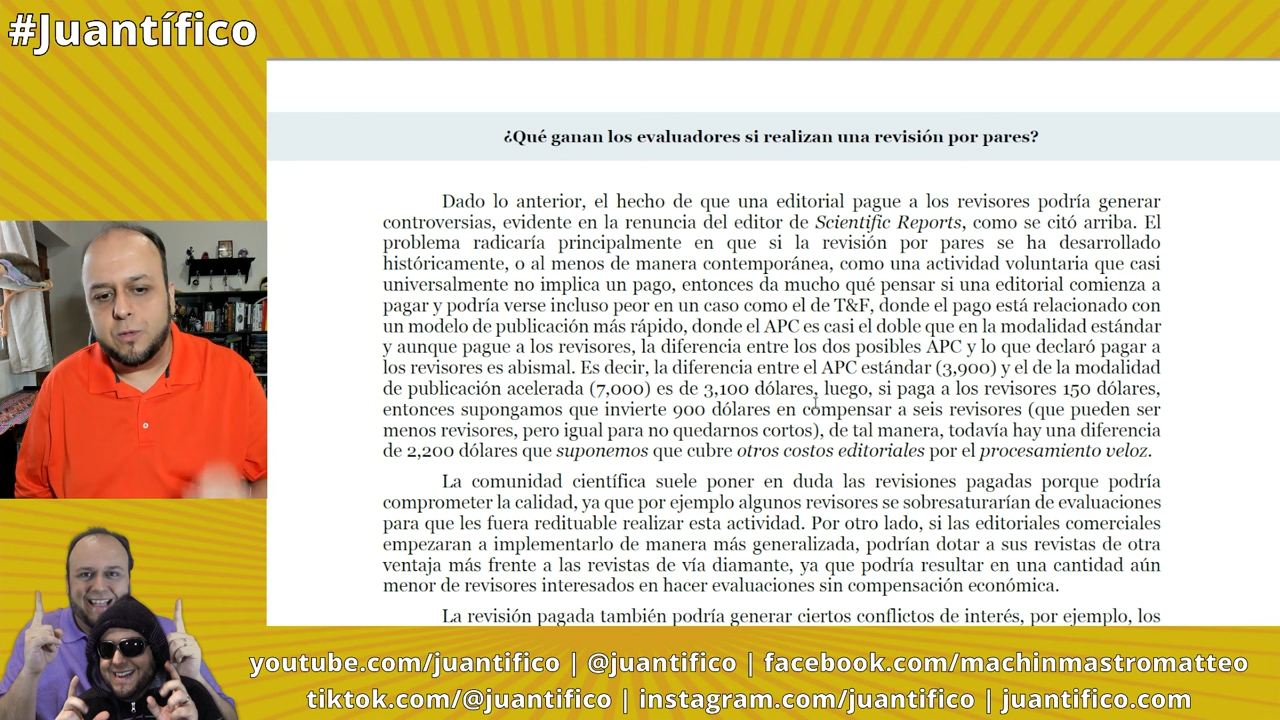 #Juantífico
¿Qué ganan los evaluadores si realizan una revisión por pares?
Dado lo anterior, el hecho de que una editorial pague a los revisores podría generar
controversias, evidente en la renuncia del editor de Scientific Reports, como se citó arriba. El
problema radicaría principalmente en que si la revisión por pares se ha desarrollado
históricamente, o al menos de manera contemporánea, como una actividad voluntaria que casi
universalmente no implica un pago, entonces da mucho qué pensar si una editorial comienza a
pagar y podría verse incluso peor en un caso como el de T&F, donde el pago está relacionado con
un modelo de publicación más rápido, donde el APC es casi el doble que en la modalidad estándar
y aunque pague a los revisores, la diferencia entre los dos posibles APC y lo que declaró pagar a
los revisores es abismal. Es decir, la diferencia entre el APC estándar (3,900) y el de la modalidad
de publicación acelerada (7,000) es de 3,100 dólares, luego, si paga a los revisores 150 dólares,
entonces supongamos que invierte 900 dólares en compensar a seis revisores (que pueden ser
menos revisores, pero igual para no quedarnos cortos), de tal manera, todavía hay una diferencia
de 2,200 dólares que suponemos que cubre otros costos editoriales por el procesamiento veloz.
La comunidad científica suele poner en duda las revisiones pagadas porque podría
comprometer la calidad, ya que por ejemplo algunos revisores se sobresaturarían de evaluaciones
para que les fuera redituable realizar esta actividad. Por otro lado, si las editoriales comerciales
empezaran a implementarlo de manera más generalizada, podrían dotar a sus revistas de otra
ventaja más frente a las revistas de vía diamante, ya que podría resultar en una cantidad aún
menor de revisores interesados en hacer evaluaciones sin compensación económica.
La revisión pagada también podría generar ciertos conflictos de interés, por ejemplo, los
youtube.com/juantifico | @juantifico | facebook.com/machinmastromatteo
tiktok.com/@juantifico | instagram.com/juantifico | juantifico.com